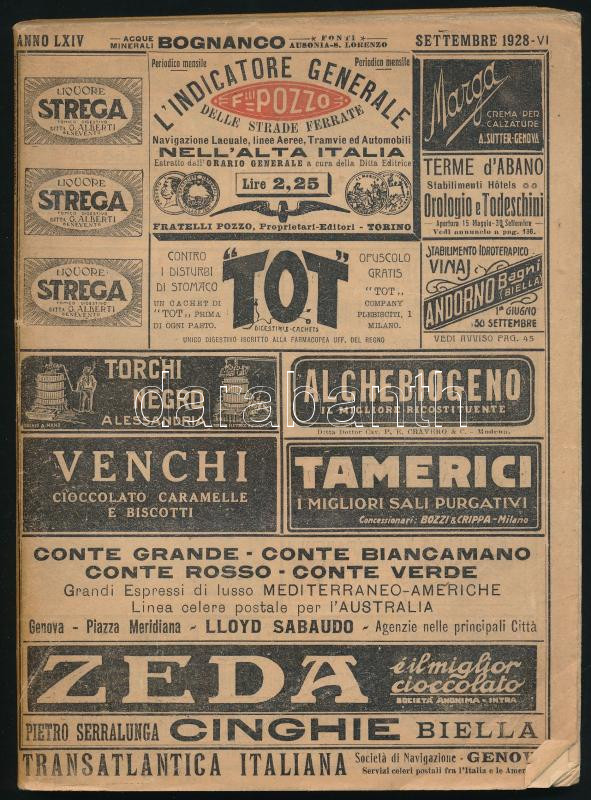 ANNO LXIV
ACQUE MINERALI BOGNANCO FONTI AUSONIA-S. LORENZO
SETTEMBRE 1928-VI
LIQUORE
STREGA
TONICO DIGESTIVO
DITTA G. ALBERTI
BENEVENTO
LIQUORE
STREGA
TONICO DIGESTIVO
DITTA G. ALBERTI
BENEVENTO
LIQUORE
STREGA
TONICO DIGESTIVO
DITTA G. ALBERTI
BENEVENTO
Periodico mensile
Periodico mensile
L'INDICATORE GENERALE
F.LLI POZZO
DELLE STRADE FERRATE
Navigazione Lacuale, linee Aeree, Tramvie ed Automobili
NELL'ALTA ITALIA
Estratto dall'ORARIO GENERALE a cura della Ditta Editrice
Lire 2,25
FRATELLI POZZO, Proprietari-Editori - TORINO
Marga
CREMA PER
CALZATURE
A. SUTTER-GENOVA
TERME d'ABANO
Stabilimenti Hôtels
Orologio e Todeschini
Apertura 15 Maggio-30 Settembre
Vedi annuncio a pag. 136.
CONTRO
I DISTURBI
DI STOMACO
UN CACHET DI
"TOT" PRIMA
DI OGNI PASTO.
"TOT"
DIGESTIVE-CACHETS
OPUSCOLO
GRATIS
"TOT"
COMPANY
PLEBISCITI, 1
MILANO.
UNICO DIGESTIVO ISCRITTO ALLA FARMACOPEA UFF. DEL REGNO
STABILIMENTO IDROTERAPICO
VINAJ
ANDORNO Bagni
(BIELLA)
1º GIUGNO
30 SETTEMBRE
VEDI AVVISO PAG. 45
TORCHI
NEGRO
ALESSANDRIA
ALCHEBIOGENO
IL MIGLIORE RICOSTITUENTE
Ditta Dottor Cav. P. E. CRAVERO & C. - Modena.
darabanth
VENCHI
CIOCCOLATO CARAMELLE
E BISCOTTI
TAMERICI
I MIGLIORI SALI PURGATIVI
Concessionari: BOZZI & CRIPPA - Milano
CONTE GRANDE - CONTE BIANCAMANO
CONTE ROSSO - CONTE VERDE
Grandi Espressi di lusso MEDITERRANEO-AMERICHE
Linea celere postale per l'AUSTRALIA
Genova - Piazza Meridiana - LLOYD SABAUDO - Agenzie nelle principali Città
ZEDA
è il miglior
cioccolato
SOCIETÀ ANONIMA - INTRA
PIETRO SERRALUNGA CINGHIE BIELLA
TRANSATLANTICA ITALIANA
Società di Navigazione - GENOV
Servizi celeri postali fra l'Italia e le Amer